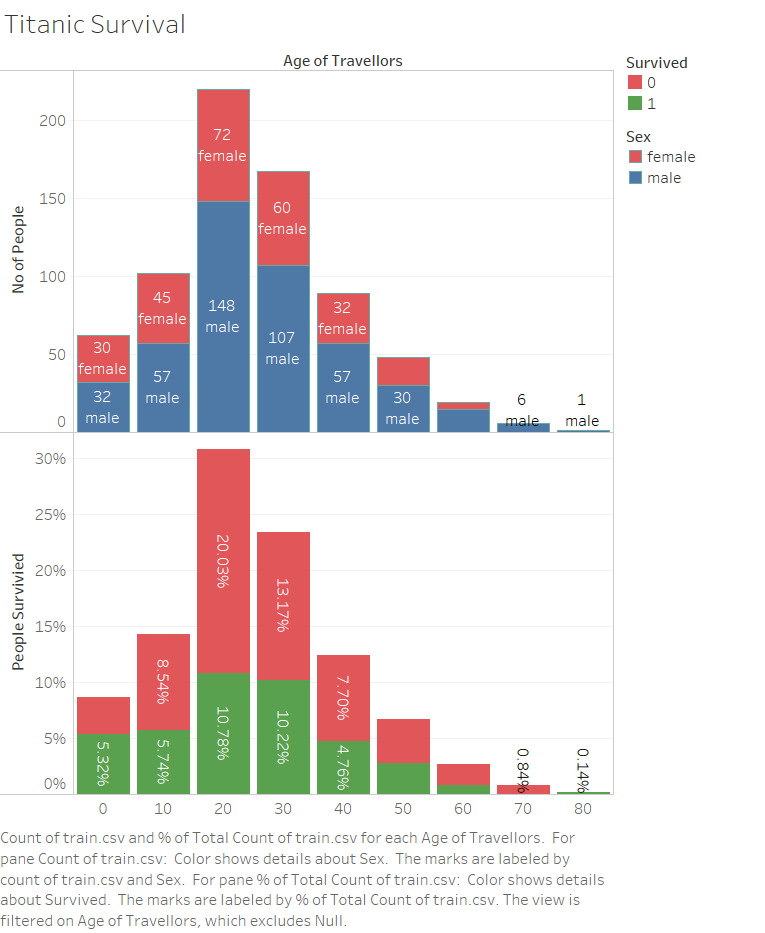 Titanic Survival
Age of Travellors
Survived
0
1
Sex
female
male
No of People
200
150
100
50
0
30
female
32
male
45
female
57
male
72
female
148
male
60
female
107
male
32
female
57
male
30
male
6
male
1
male
People Survivied
30%
25%
20%
15%
10%
5%
0%
5.32%
8.54%
5.74%
20.03%
10.78%
13.17%
10.22%
7.70%
4.76%
0.84%
0.14%
0
10
20
30
40
50
60
70
80
Count of train.csv and % of Total Count of train.csv for each Age of Travellors. For
pane Count of train.csv: Color shows details about Sex. The marks are labeled by
count of train.csv and Sex. For pane % of Total Count of train.csv: Color shows details
about Survived. The marks are labeled by % of Total Count of train.csv. The view is
filtered on Age of Travellors, which excludes Null.